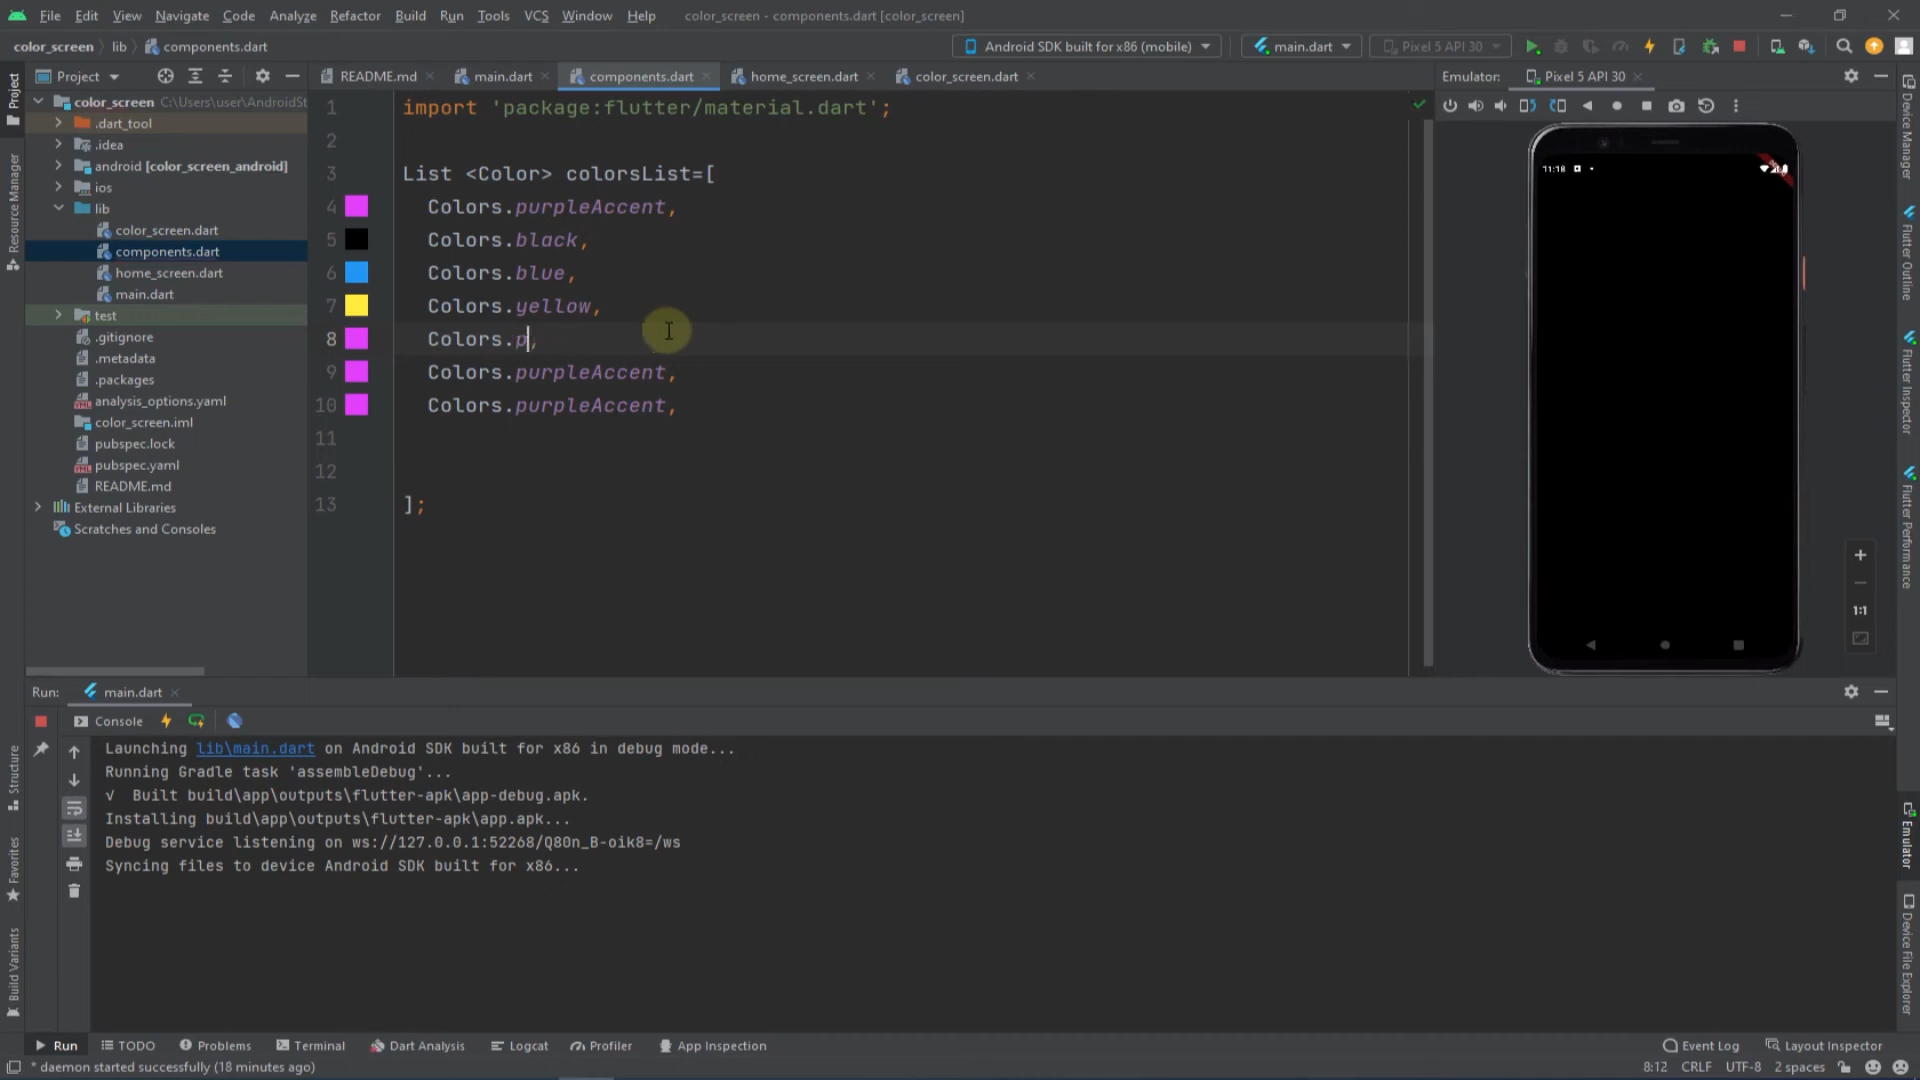 File Edit View Navigate Code Analyze Refactor Build Run Tools VCS Window Help color_screen - components.dart [color_screen]
color_screen lib components.dart Android SDK built for x86 (mobile) main.dart Pixel 5 API 30
Project README.md main.dart components.dart home_screen.dart color_screen.dart Emulator: Pixel 5 API 30
color_screen C:\Users\user\AndroidSt
.dart_tool
.idea
android [color_screen_android]
ios
lib
color_screen.dart
components.dart
home_screen.dart
main.dart
test
.gitignore
.metadata
.packages
analysis_options.yaml
color_screen.iml
pubspec.lock
pubspec.yaml
README.md
External Libraries
Scratches and Consoles
1 import 'package:flutter/material.dart';
2
3 List <Color> colorsList=[
4 Colors.purpleAccent,
5 Colors.black,
6 Colors.blue,
7 Colors.yellow,
8 Colors.p,
9 Colors.purpleAccent,
10 Colors.purpleAccent,
11
12
13 ];
11:18
1:1
Project
Resource Manager
Structure
Favorites
Build Variants
Device Manager
Flutter Outline
Flutter Inspector
Flutter Performance
Emulator
Device File Explorer
Run: main.dart
Console
Launching lib\main.dart on Android SDK built for x86 in debug mode...
Running Gradle task 'assembleDebug'...
√ Built build\app\outputs\flutter-apk\app-debug.apk.
Installing build\app\outputs\flutter-apk\app.apk...
Debug service listening on ws://127.0.0.1:52268/Q80n_B-oik8=/ws
Syncing files to device Android SDK built for x86...
Run TODO Problems Terminal Dart Analysis Logcat Profiler App Inspection Event Log Layout Inspector
* daemon started successfully (18 minutes ago) 8:12 CRLF UTF-8 2 spaces